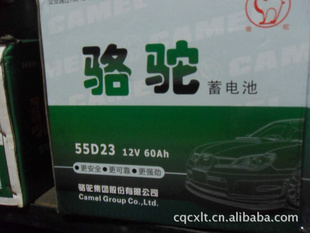 CAMEL
骆驼
蓄电池
55D23 12V 60Ah
更安全 更可靠 更强劲
骆驼集团股份有限公司
Camel Group Co.,Ltd.
cqcxlt.cn.alibaba.com